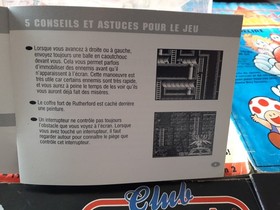 5 CONSEILS ET ASTUCES POUR LE JEU
Lorsque vous avancez à droite ou à gauche,
envoyez toujours une balle en caoutchouc
devant vous. Cela vous permet parfois
d'immobiliser des ennemis avant qu'il
n'apparaissent à l'écran. Cette manoeuvre est
très utile car certains ennemis sont très rapide,
et vous aurez à peine le temps de les voir qu'ils
vous auront déjà fait des misères!
Le coffre fort de Rutherford est caché derrière
une peinture.
Un interrupteur ne contrôle pas toujours
l'obstacle que vous voyez à l'écran. Lorsque
vous avez touché un interrupteur, il faut
regarder autour pour connaître le piège que
contrôle cet interrupteur.
Club